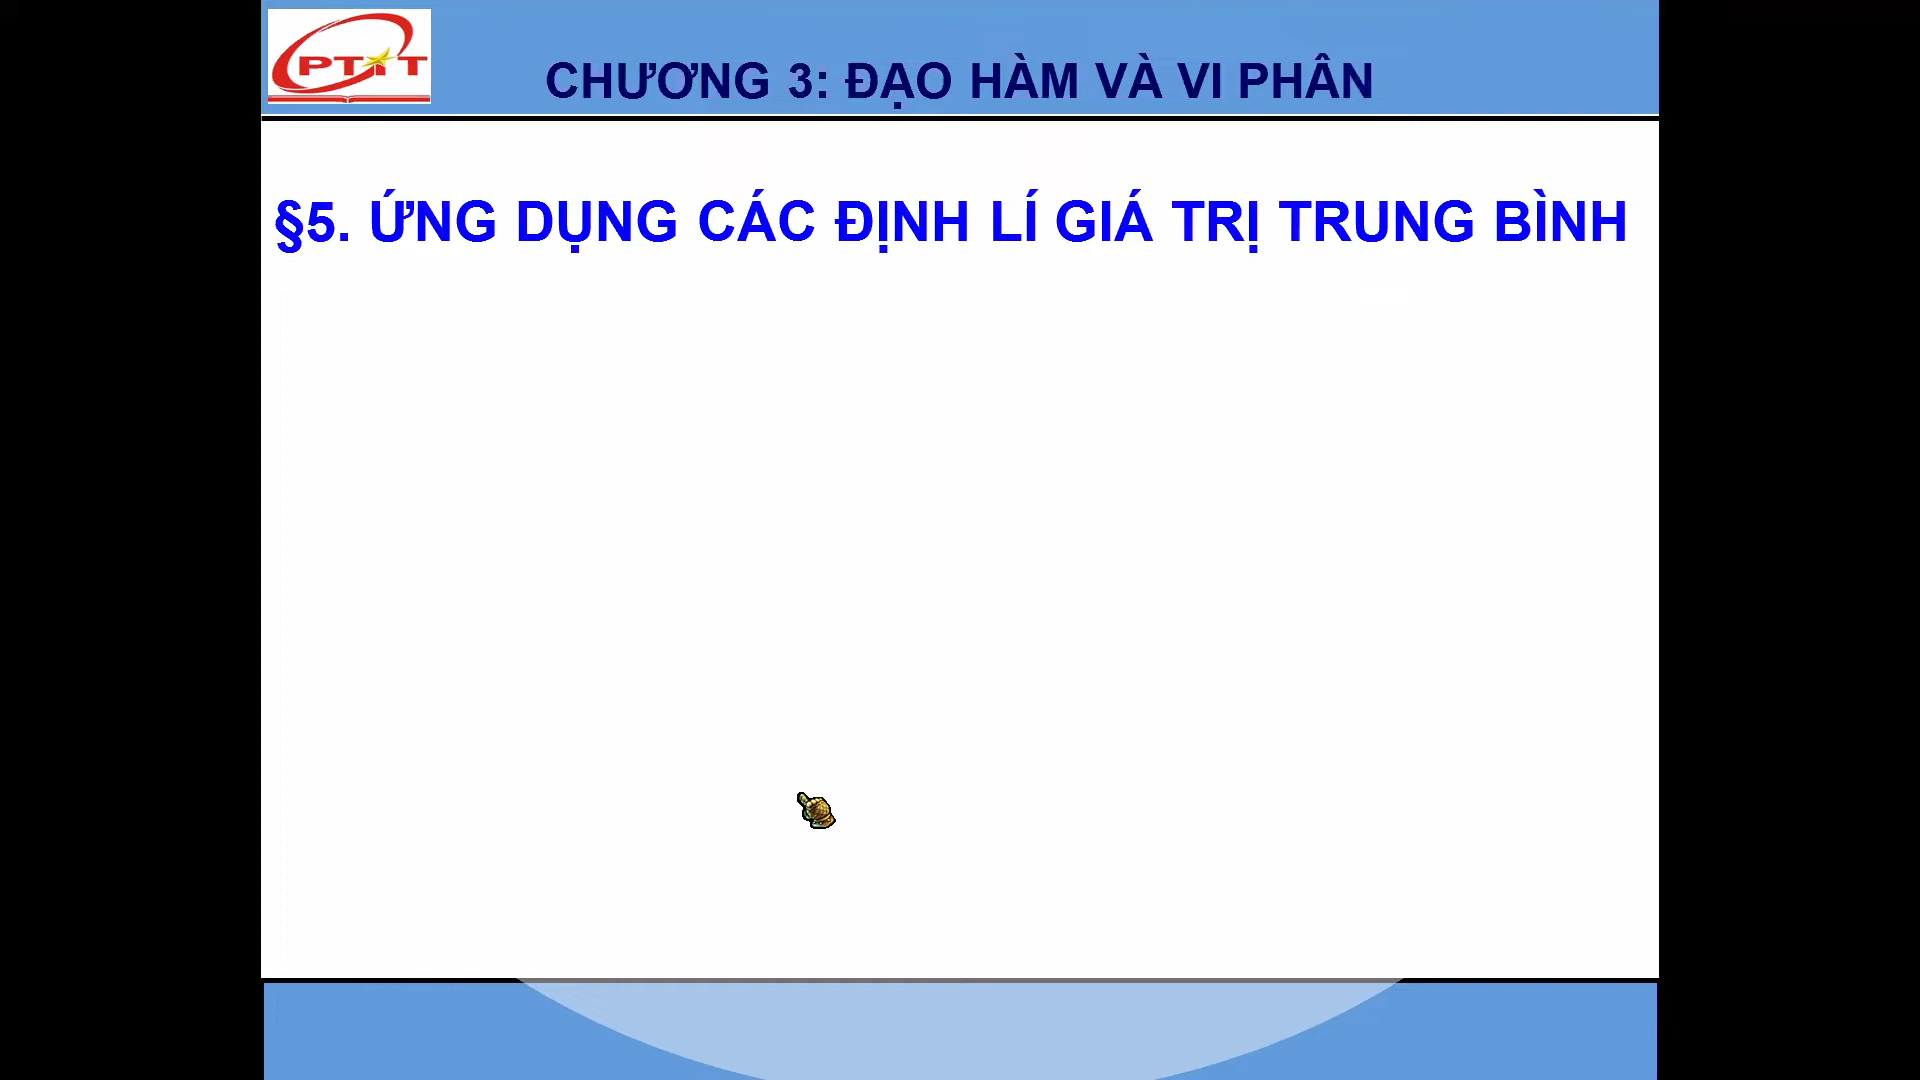 PTIT
CHƯƠNG 3: ĐẠO HÀM VÀ VI PHÂN
§5. ỨNG DỤNG CÁC ĐỊNH LÍ GIÁ TRỊ TRUNG BÌNH